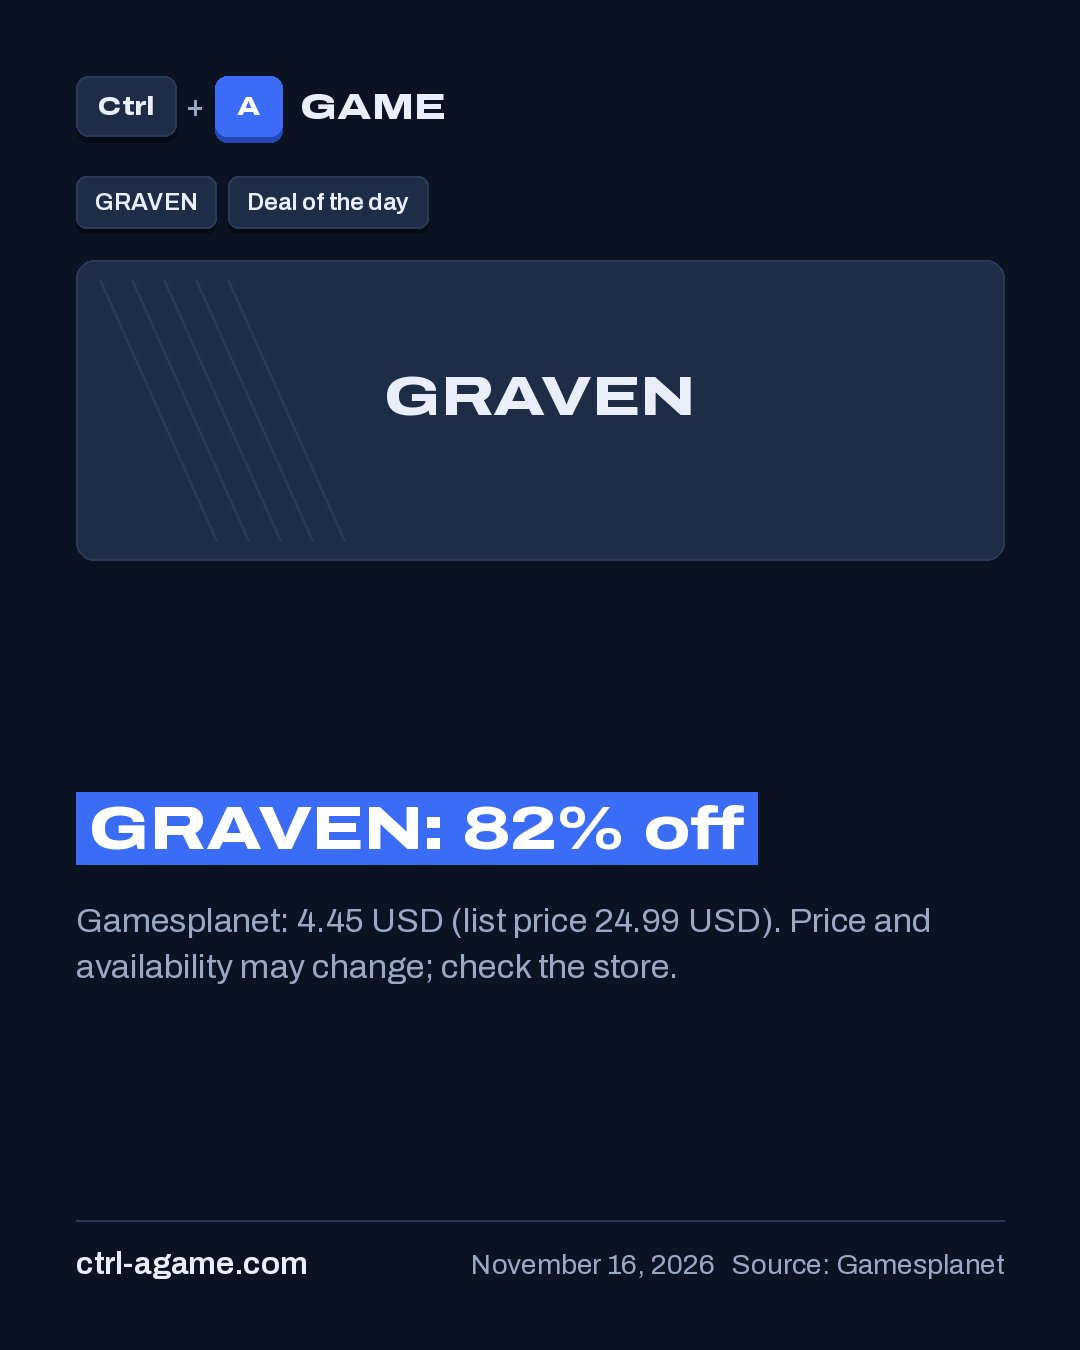 Ctrl + A GAME
GRAVEN Deal of the day
GRAVEN
GRAVEN: 82% off
Gamesplanet: 4.45 USD (list price 24.99 USD). Price and
availability may change; check the store.
ctrl-agame.com November 16, 2026 Source: Gamesplanet